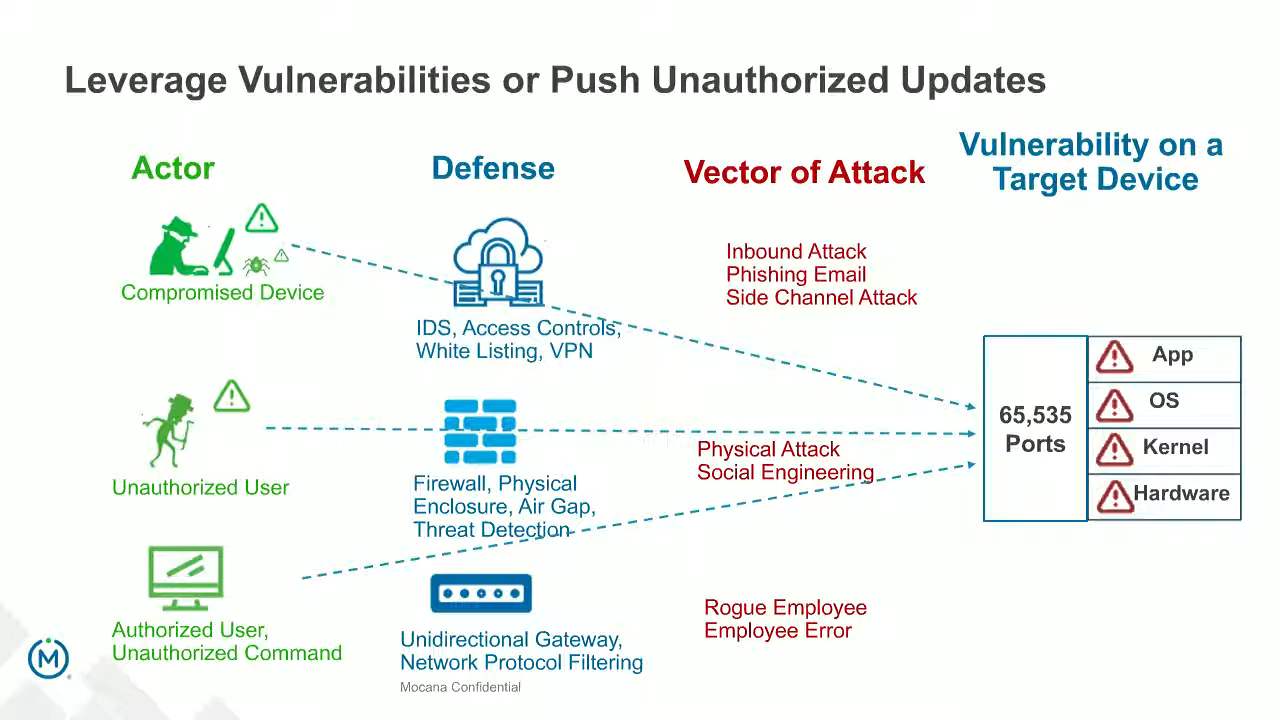 Leverage Vulnerabilities or Push Unauthorized Updates
Actor
Defense
Vector of Attack
Vulnerability on a
Target Device
Compromised Device
IDS, Access Controls,
White Listing, VPN
Inbound Attack
Phishing Email
Side Channel Attack
Unauthorized User
Firewall, Physical
Enclosure, Air Gap,
Threat Detection
Physical Attack
Social Engineering
65,535
Ports
App
OS
Kernel
Hardware
Authorized User,
Unauthorized Command
Unidirectional Gateway,
Network Protocol Filtering
Rogue Employee
Employee Error
M
Mocana Confidential